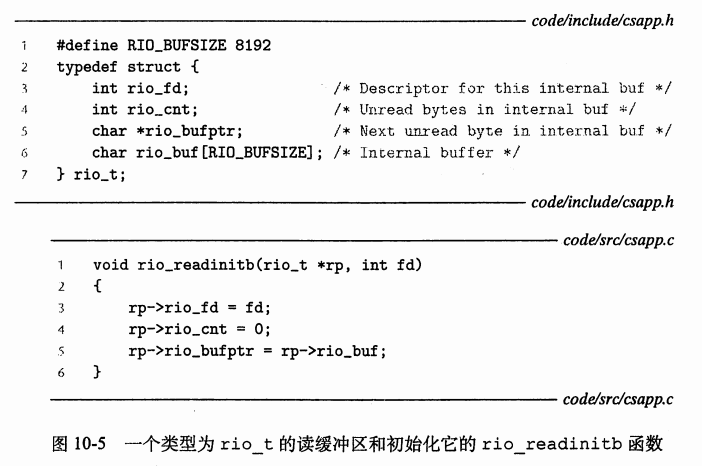 code/include/csapp.h
1 #define RIO_BUFSIZE 8192
2 typedef struct {
3 int rio_fd; /* Descriptor for this internal buf */
4 int rio_cnt; /* Unread bytes in internal buf */
5 char *rio_bufptr; /* Next unread byte in internal buf */
6 char rio_buf[RIO_BUFSIZE]; /* Internal buffer */
7 } rio_t;
code/include/csapp.h
code/src/csapp.c
1 void rio_readinitb(rio_t *rp, int fd)
2 {
3 rp->rio_fd = fd;
4 rp->rio_cnt = 0;
5 rp->rio_bufptr = rp->rio_buf;
6 }
code/src/csapp.c
图 10-5 一个类型为 rio_t 的读缓冲区和初始化它的 rio_readinitb 函数